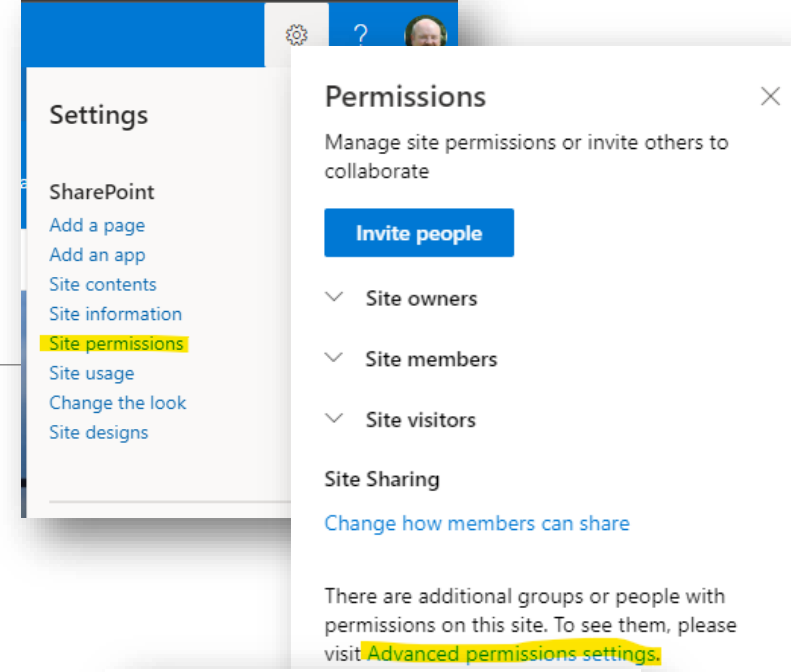 ?
Settings
SharePoint
Add a page
Add an app
Site contents
Site information
Site permissions
Site usage
Change the look
Site designs
Permissions
Manage site permissions or invite others to
collaborate
Invite people
Site owners
Site members
Site visitors
Site Sharing
Change how members can share
There are additional groups or people with
permissions on this site. To see them, please
visit Advanced permissions settings.